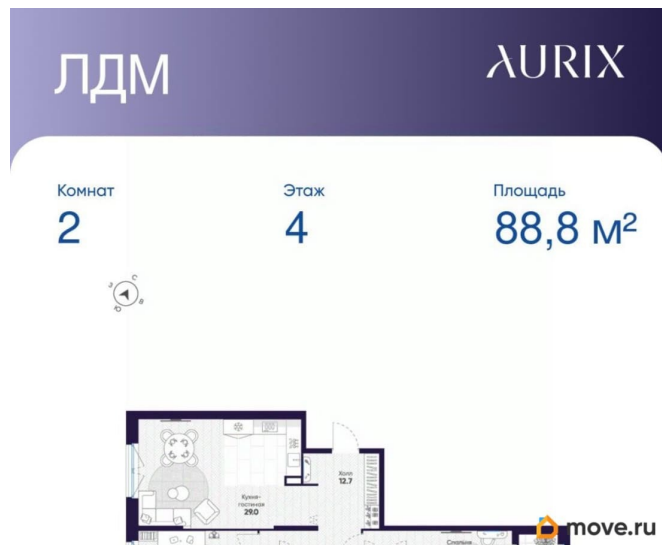 ЛДМ
AURIX
Комнат
Этаж
Площадь
2
4
88,8 м²
С
З
В
Ю
Холл
12.7
Кухня-
гостиная
29.0
Спальня
move.ru